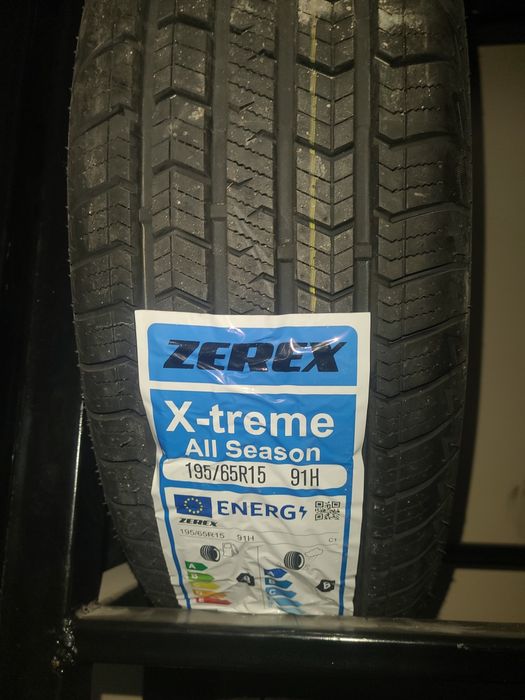 ZEREX
X-treme
All Season
195/65R15 91H
ENERG
ZEREX
195/65R15 91H C1
A
A
B
C